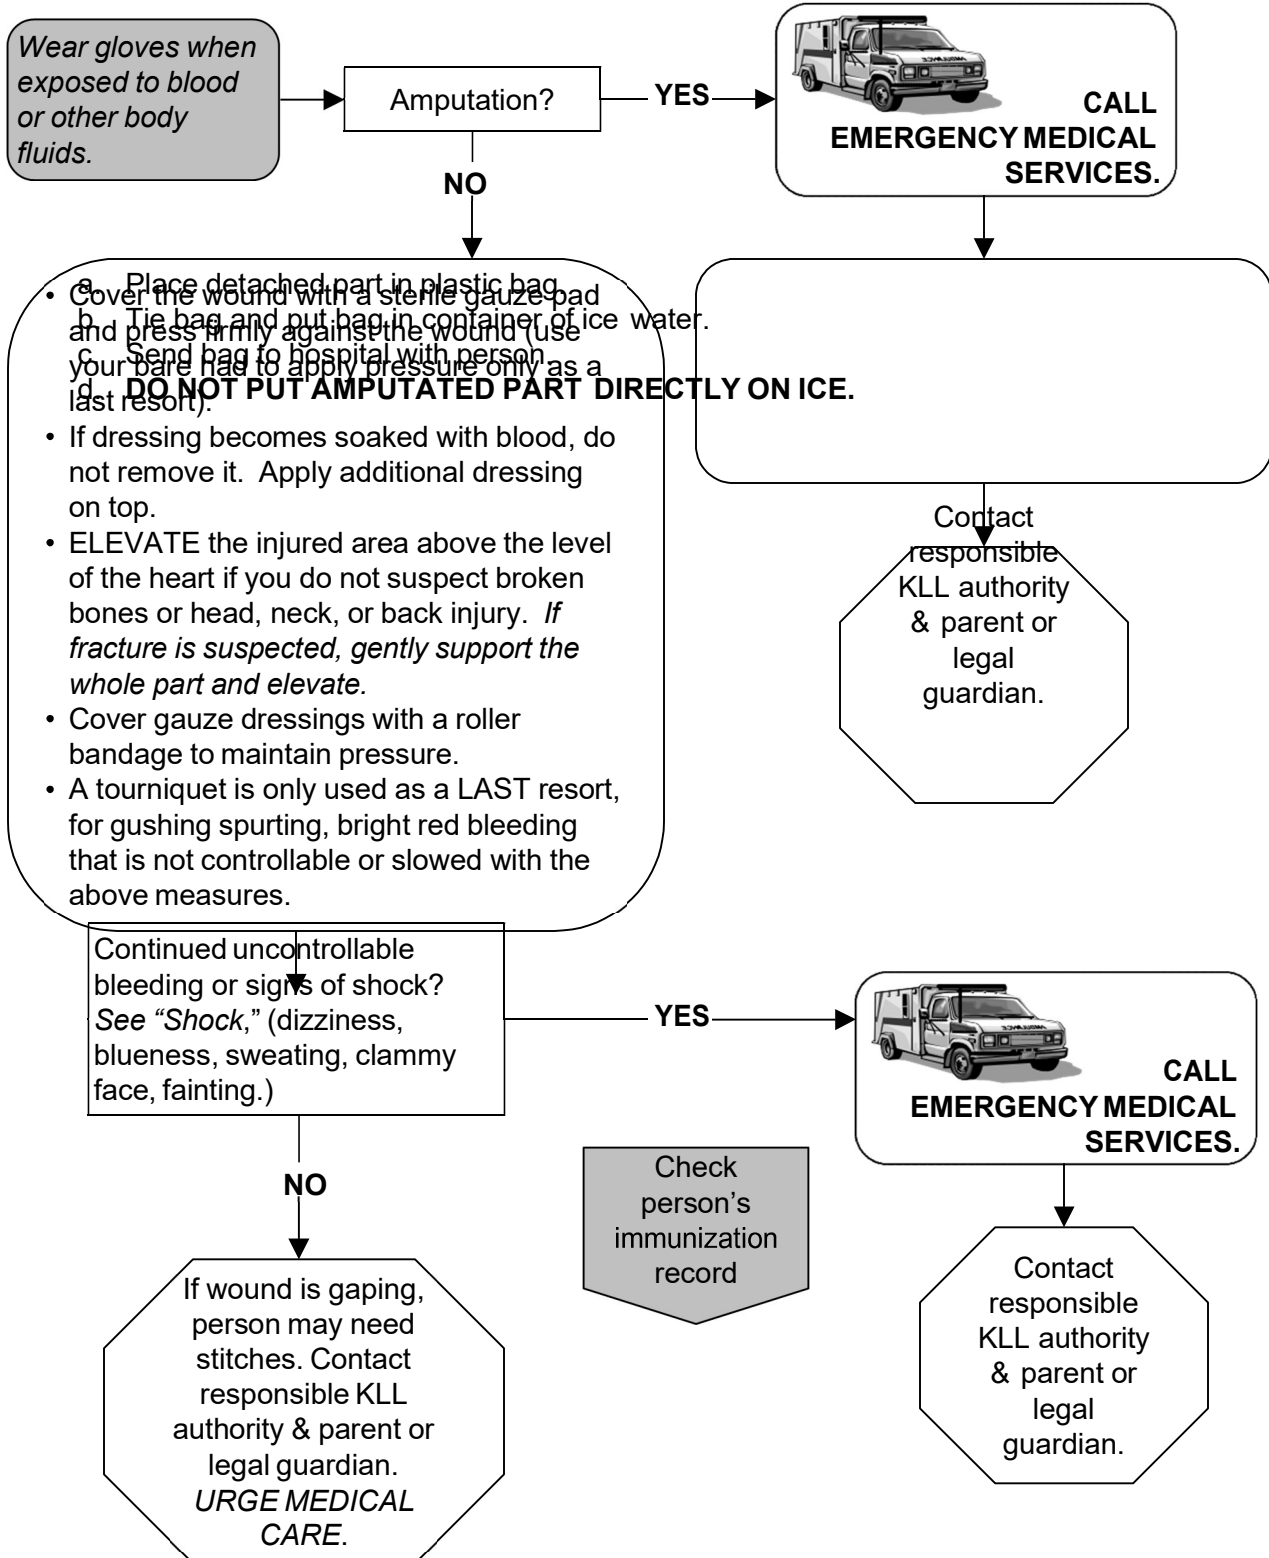 Wear gloves when
exposed to blood
or other body
fluids.
Amputation?
YES
CALL
EMERGENCY MEDICAL
SERVICES.
NO
a. Place detached part in plastic bag.
b. Tie bag and put bag in container of ice water.
c. Send bag to hospital with person.
d. DO NOT PUT AMPUTATED PART DIRECTLY ON ICE.
• Cover the wound with a sterile gauze pad
and press firmly against the wound (use
your bare had to apply pressure only as a
last resort).
• If dressing becomes soaked with blood, do
not remove it. Apply additional dressing
on top.
• ELEVATE the injured area above the level
of the heart if you do not suspect broken
bones or head, neck, or back injury. If
fracture is suspected, gently support the
whole part and elevate.
• Cover gauze dressings with a roller
bandage to maintain pressure.
• A tourniquet is only used as a LAST resort,
for gushing spurting, bright red bleeding
that is not controllable or slowed with the
above measures.
Contact
responsible
KLL authority
& parent or
legal
guardian.
Continued uncontrollable
bleeding or signs of shock?
See “Shock,” (dizziness,
blueness, sweating, clammy
face, fainting.)
YES
CALL
EMERGENCY MEDICAL
SERVICES.
NO
Check
person’s
immunization
record
If wound is gaping,
person may need
stitches. Contact
responsible KLL
authority & parent or
legal guardian.
URGE MEDICAL
CARE.
Contact
responsible
KLL authority
& parent or
legal
guardian.